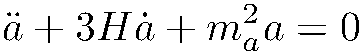 ä + 3Hȧ + m_a^2 a = 0